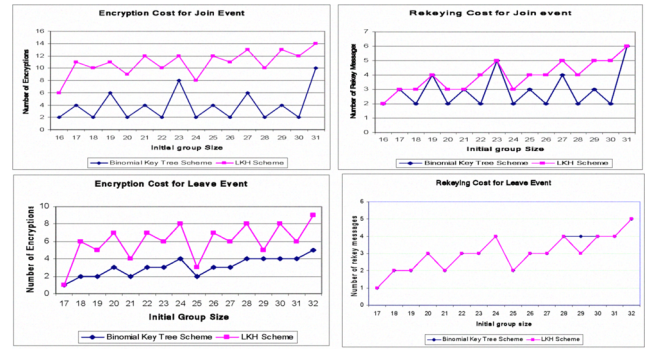 Encryption Cost for Join Event
Number of Encryptions
16
14
12
10
8
6
4
2
0
16 17 18 19 20 21 22 23 24 25 26 27 28 29 30 31
Initial group Size
Binomial Key Tree Scheme LKH Scheme
Rekeying Cost for Join event
Number of Rekey Messages
7
6
5
4
3
2
1
0
16 17 18 19 20 21 22 23 24 25 26 27 28 29 30 31
Initial group Size
Binomial Key Tree Scheme LKH Scheme
Encryption Cost for Leave Event
Number of Encryptions
10
8
6
4
2
0
17 18 19 20 21 22 23 24 25 26 27 28 29 30 31 32
Initial Group Size
Binomial Key Tree Scheme LKH Scheme
Rekeying Cost for Leave Event
Number of rekey messages
6
5
4
3
2
1
0
17 18 19 20 21 22 23 24 25 26 27 28 29 30 31 32
Initial group size
Binomial Key Tree Scheme LKH Scheme